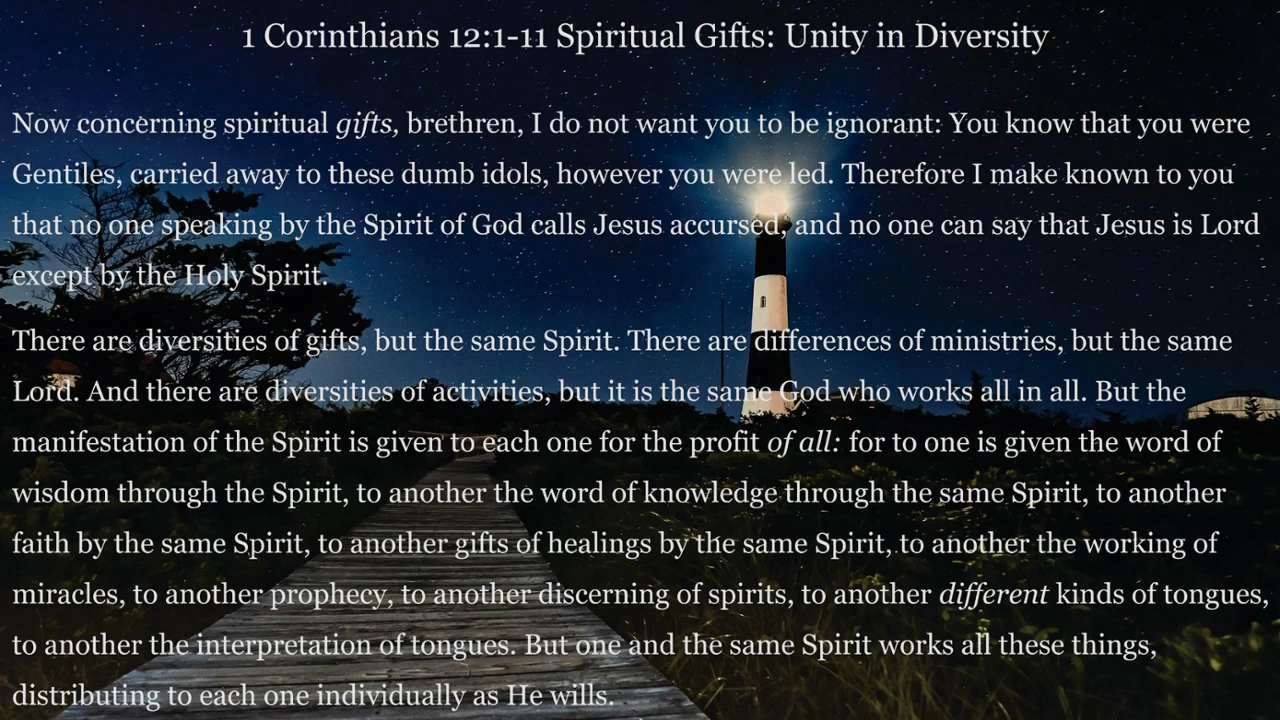 1 Corinthians 12:1-11 Spiritual Gifts: Unity in Diversity
Now concerning spiritual gifts, brethren, I do not want you to be ignorant: You know that you were
Gentiles, carried away to these dumb idols, however you were led. Therefore I make known to you
that no one speaking by the Spirit of God calls Jesus accursed, and no one can say that Jesus is Lord
except by the Holy Spirit.
There are diversities of gifts, but the same Spirit. There are differences of ministries, but the same
Lord. And there are diversities of activities, but it is the same God who works all in all. But the
manifestation of the Spirit is given to each one for the profit of all: for to one is given the word of
wisdom through the Spirit, to another the word of knowledge through the same Spirit, to another
faith by the same Spirit, to another gifts of healings by the same Spirit, to another the working of
miracles, to another prophecy, to another discerning of spirits, to another different kinds of tongues,
to another the interpretation of tongues. But one and the same Spirit works all these things,
distributing to each one individually as He wills.